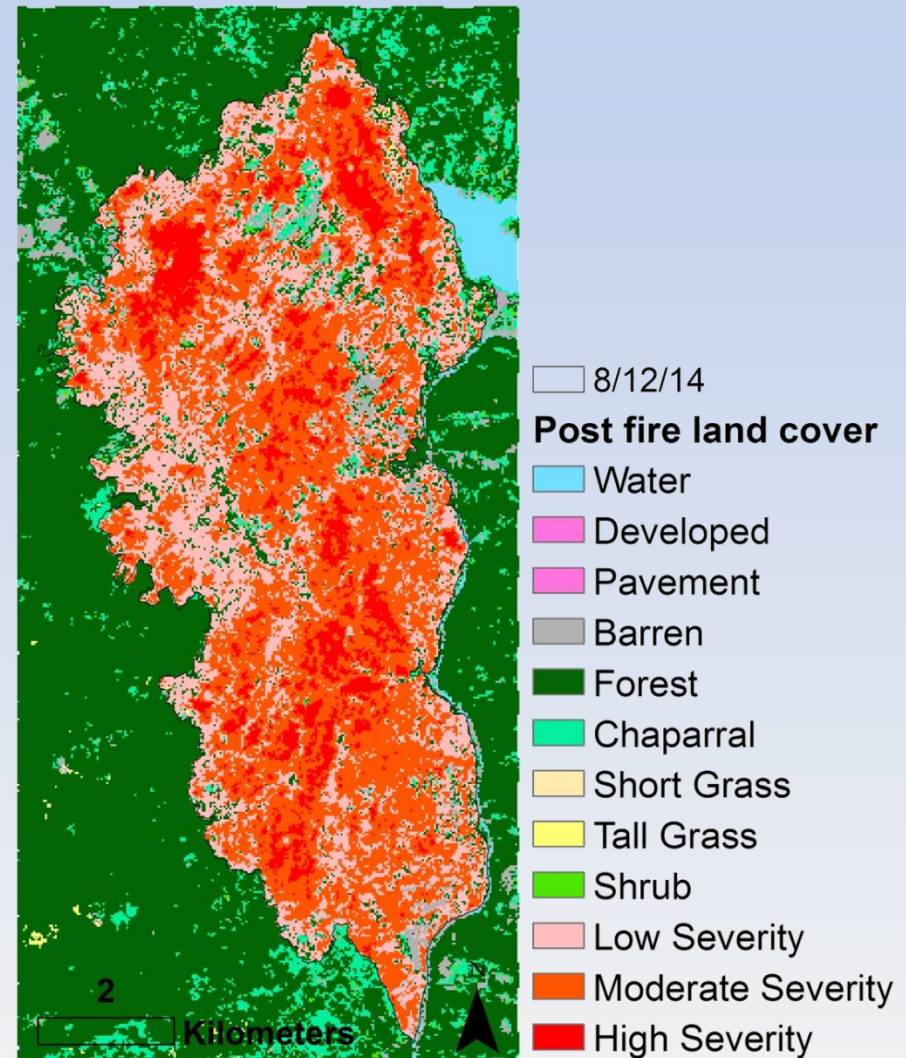 8/12/14
Post fire land cover
Water
Developed
Pavement
Barren
Forest
Chaparral
Short Grass
Tall Grass
Shrub
Low Severity
Moderate Severity
High Severity
2
Kilometers
N